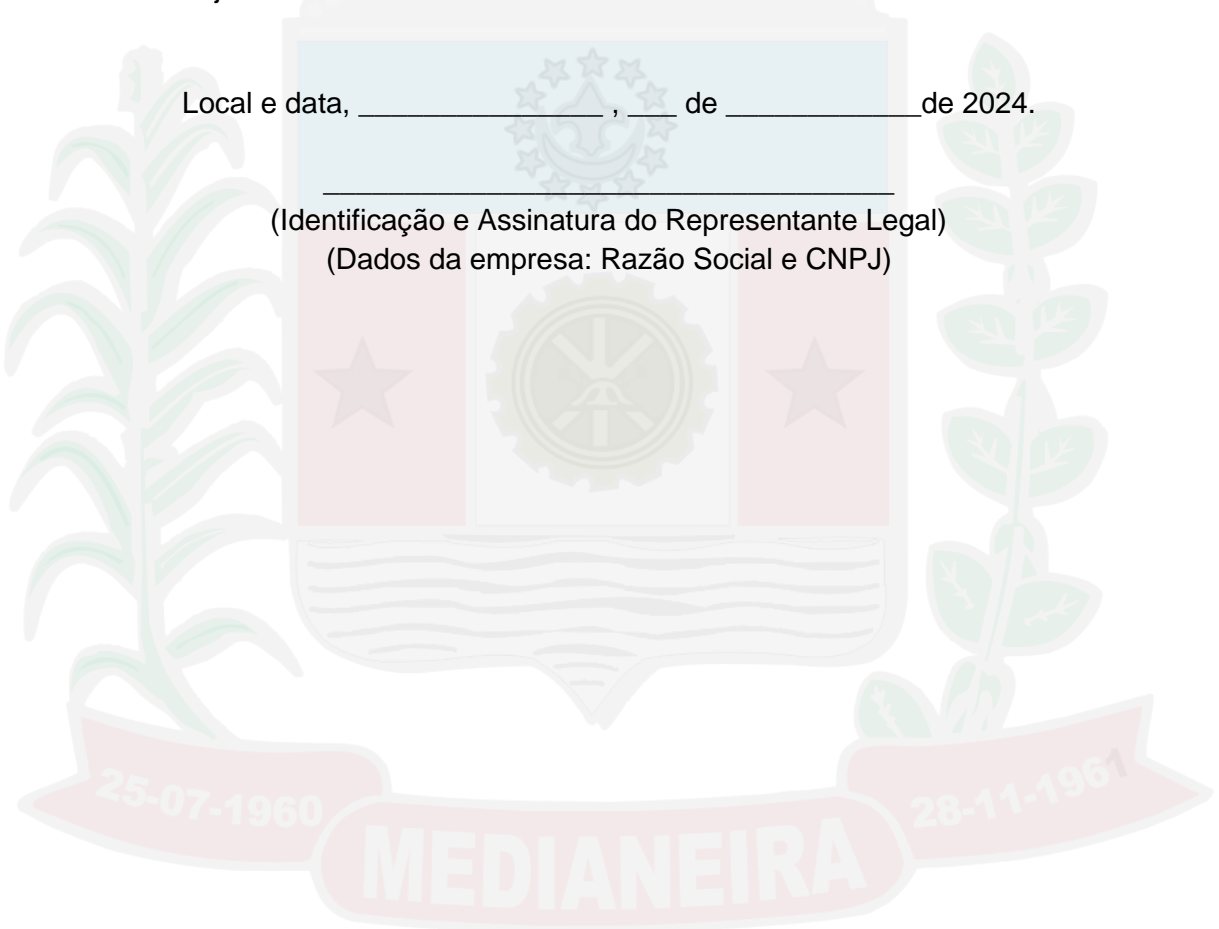 Local e data, _______________ , ___ de ____________de 2024.
___________________________________
(Identificação e Assinatura do Representante Legal)
(Dados da empresa: Razão Social e CNPJ)
25-07-1960
28-11-1961
MEDIANEIRA